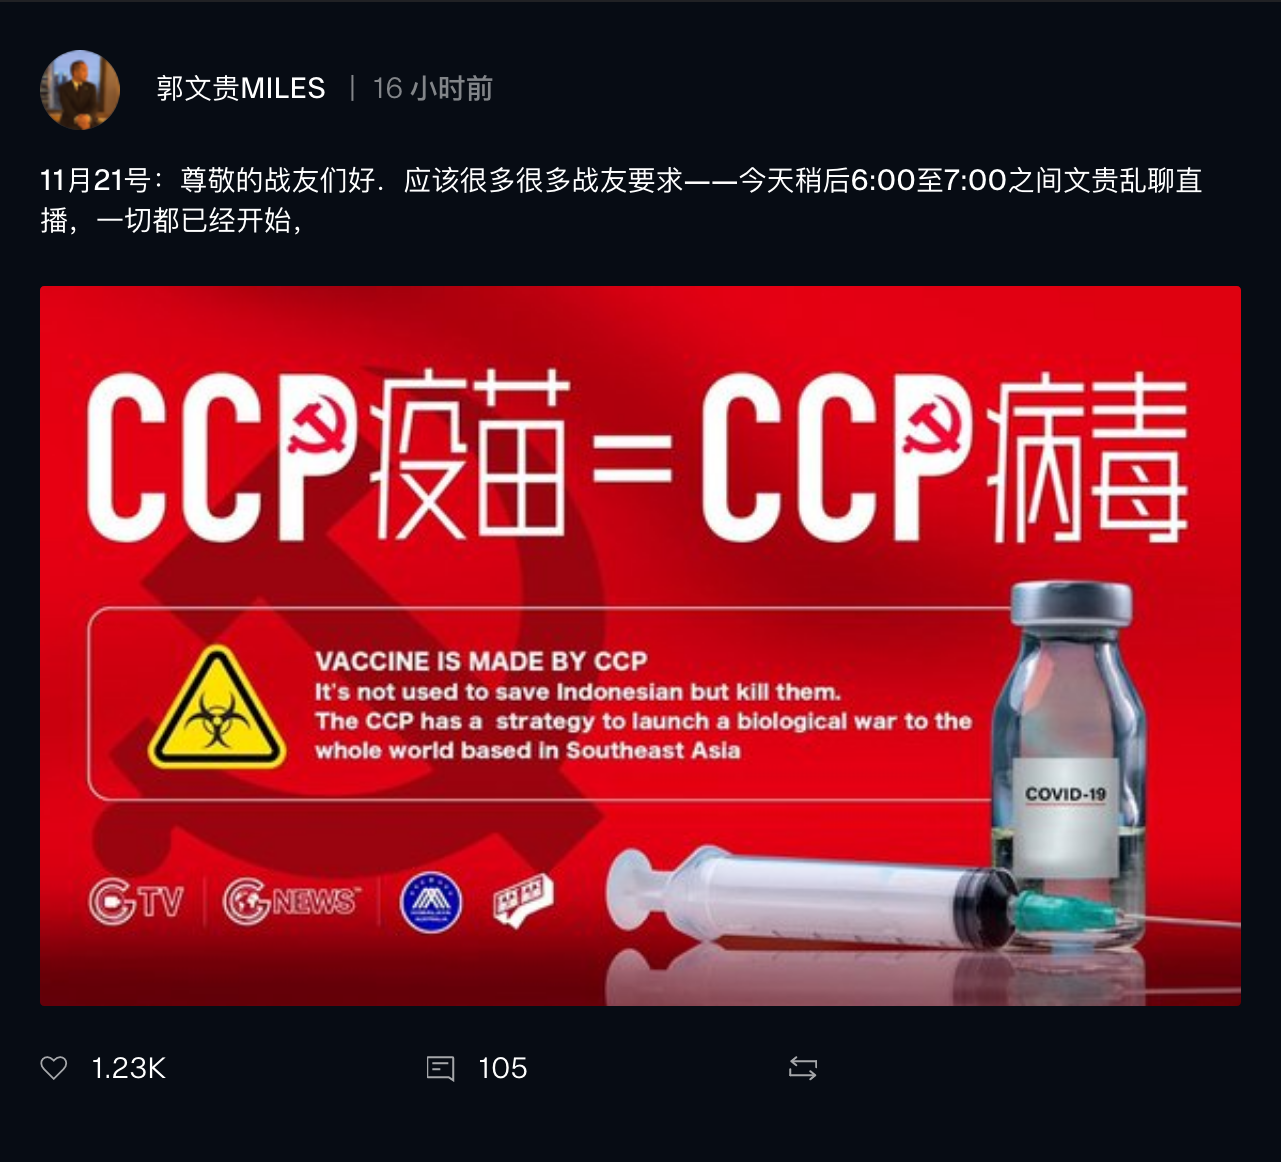 郭文贵MILES | 16 小时前
11月21号：尊敬的战友们好．应该很多很多战友要求——今天稍后6:00至7:00之间文贵乱聊直
播，一切都已经开始，
CCP疫苗=CCP病毒
VACCINE IS MADE BY CCP
It's not used to save Indonesian but kill them.
The CCP has a strategy to launch a biological war to the
whole world based in Southeast Asia
COVID-19
GTV
GNEWS
1.23K
105